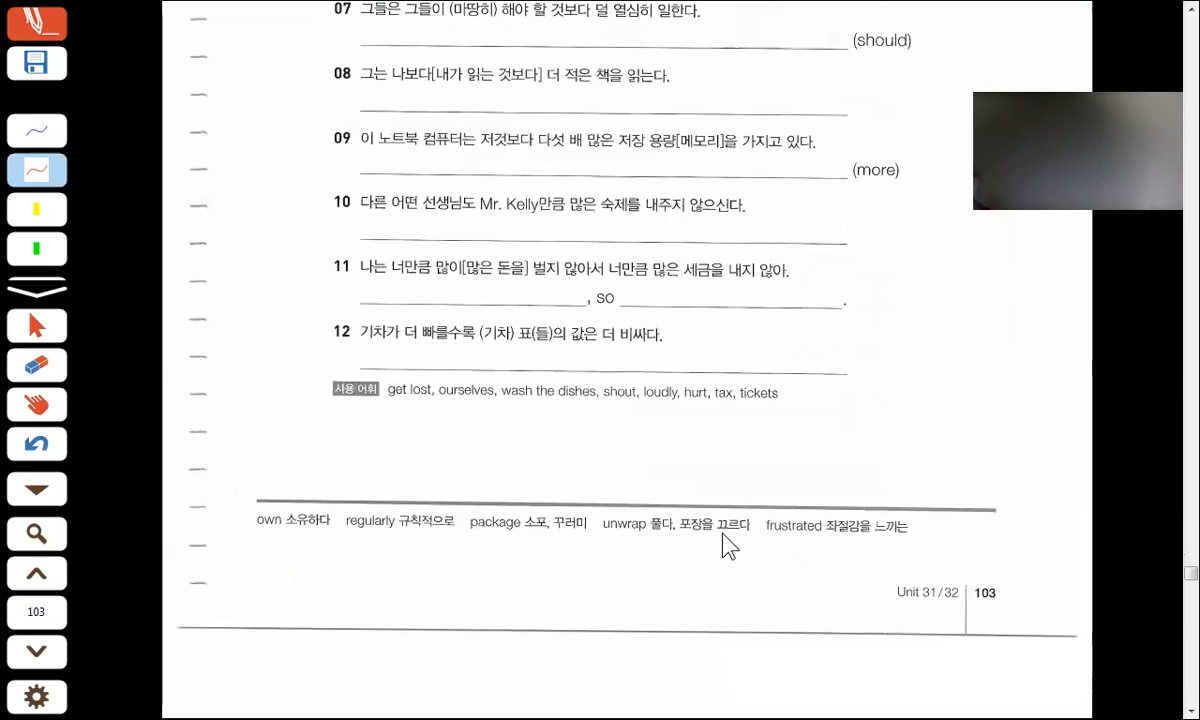 07 그들은 그들이 (마땅히) 해야 할 것보다 덜 열심히 일한다.
(should)
08 그는 나보다[내가 읽는 것보다] 더 적은 책을 읽는다.
09 이 노트북 컴퓨터는 저것보다 다섯 배 많은 저장 용량[메모리]을 가지고 있다.
(more)
10 다른 어떤 선생님도 Mr. Kelly만큼 많은 숙제를 내주지 않으신다.
11 나는 너만큼 많이[많은 돈을] 벌지 않아서 너만큼 많은 세금을 내지 않아.
, so .
12 기차가 더 빠를수록 (기차) 표(들)의 값은 더 비싸다.
사용 어휘 get lost, ourselves, wash the dishes, shout, loudly, hurt, tax, tickets
own 소유하다 regularly 규칙적으로 package 소포, 꾸러미 unwrap 풀다, 포장을 끄르다 frustrated 좌절감을 느끼는
Unit 31/32 103
103